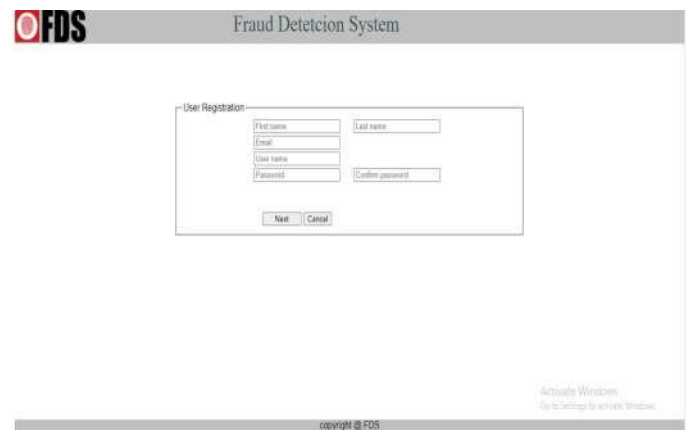 FDS
Fraud Detetcion System
User Registration
First name Last name
Email
User name
Password Confirm password
Next Cancel
Activate Windows
Go to Settings to activate Windows.
copyright @ FDS